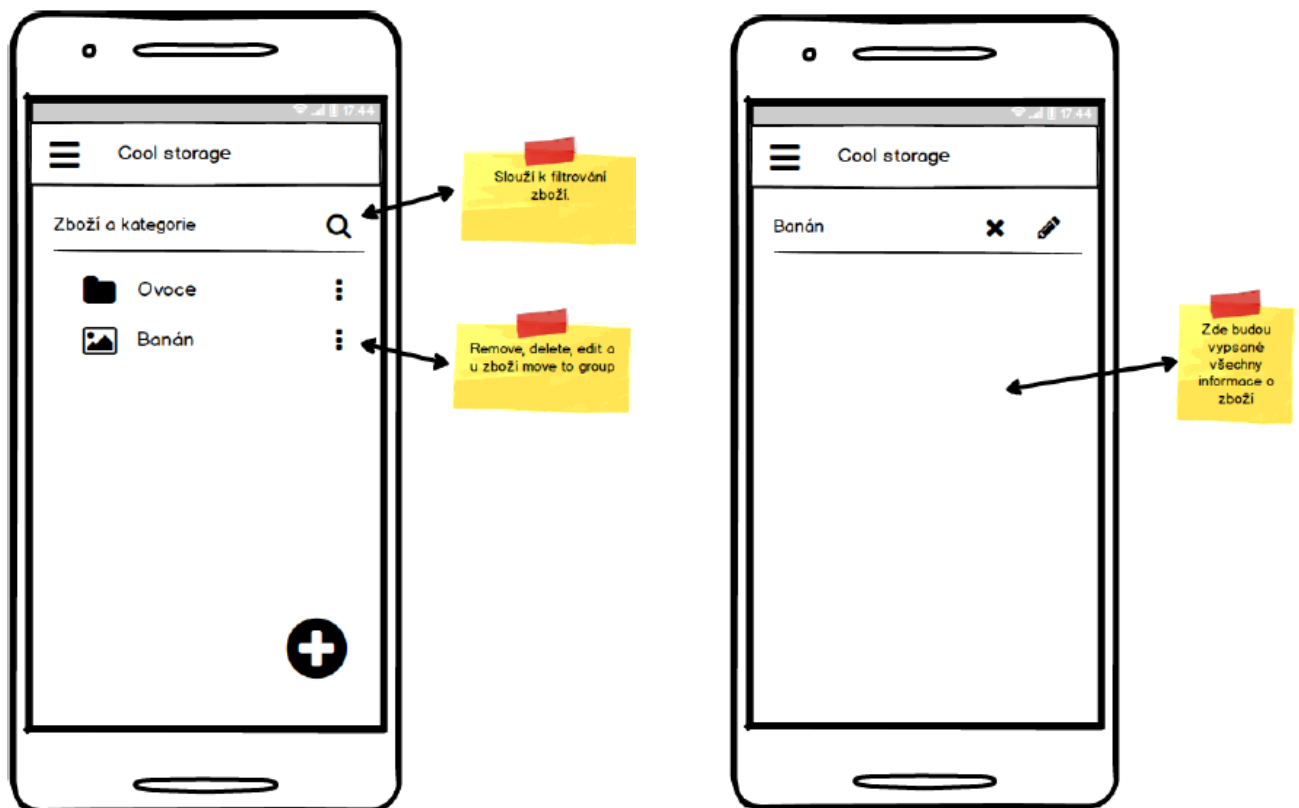 17:44
Cool storage
Zboží a kategorie
Ovoce
Banán
Slouží k filtrování
zboží.
Remove, delete, edit a
u zboží move to group
17:44
Cool storage
Banán
Zde budou
vypsané
všechny
informace o
zboží